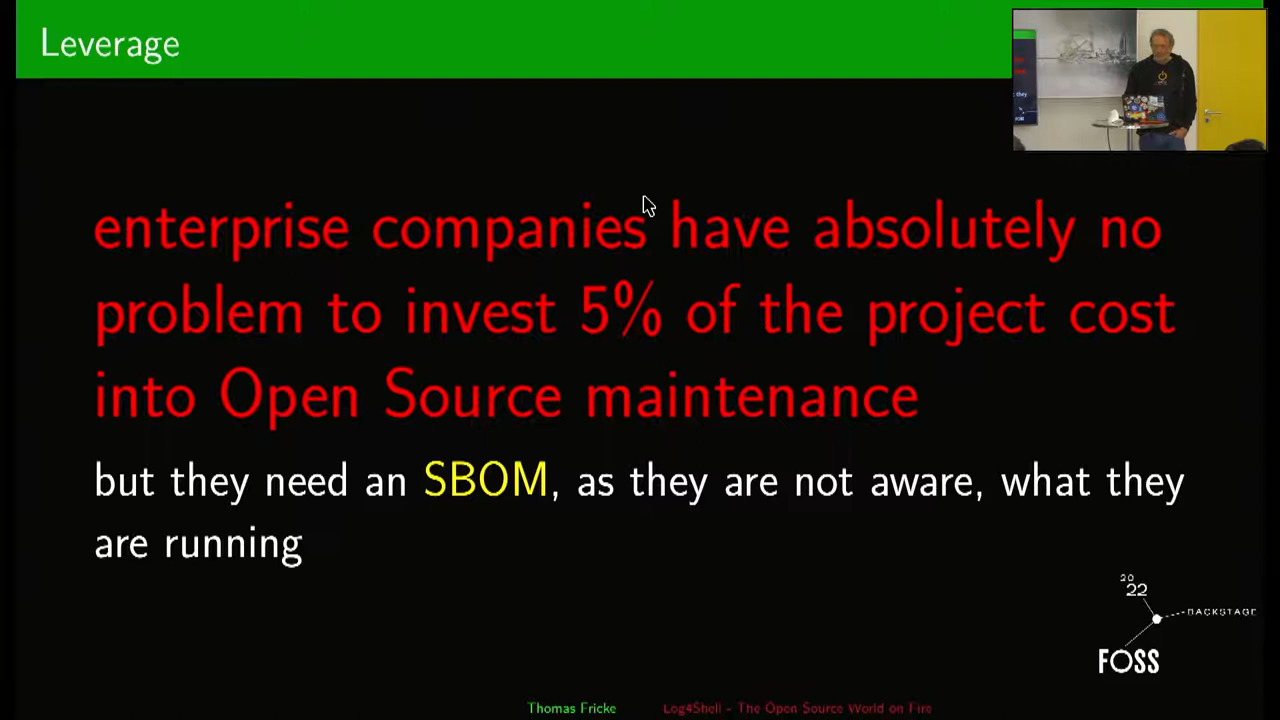 Leverage
enterprise companies have absolutely no
problem to invest 5% of the project cost
into Open Source maintenance
but they need an SBOM, as they are not aware, what they
are running
20
22
BACKSTAGE
FOSS
Thomas Fricke Log4Shell - The Open Source World on Fire